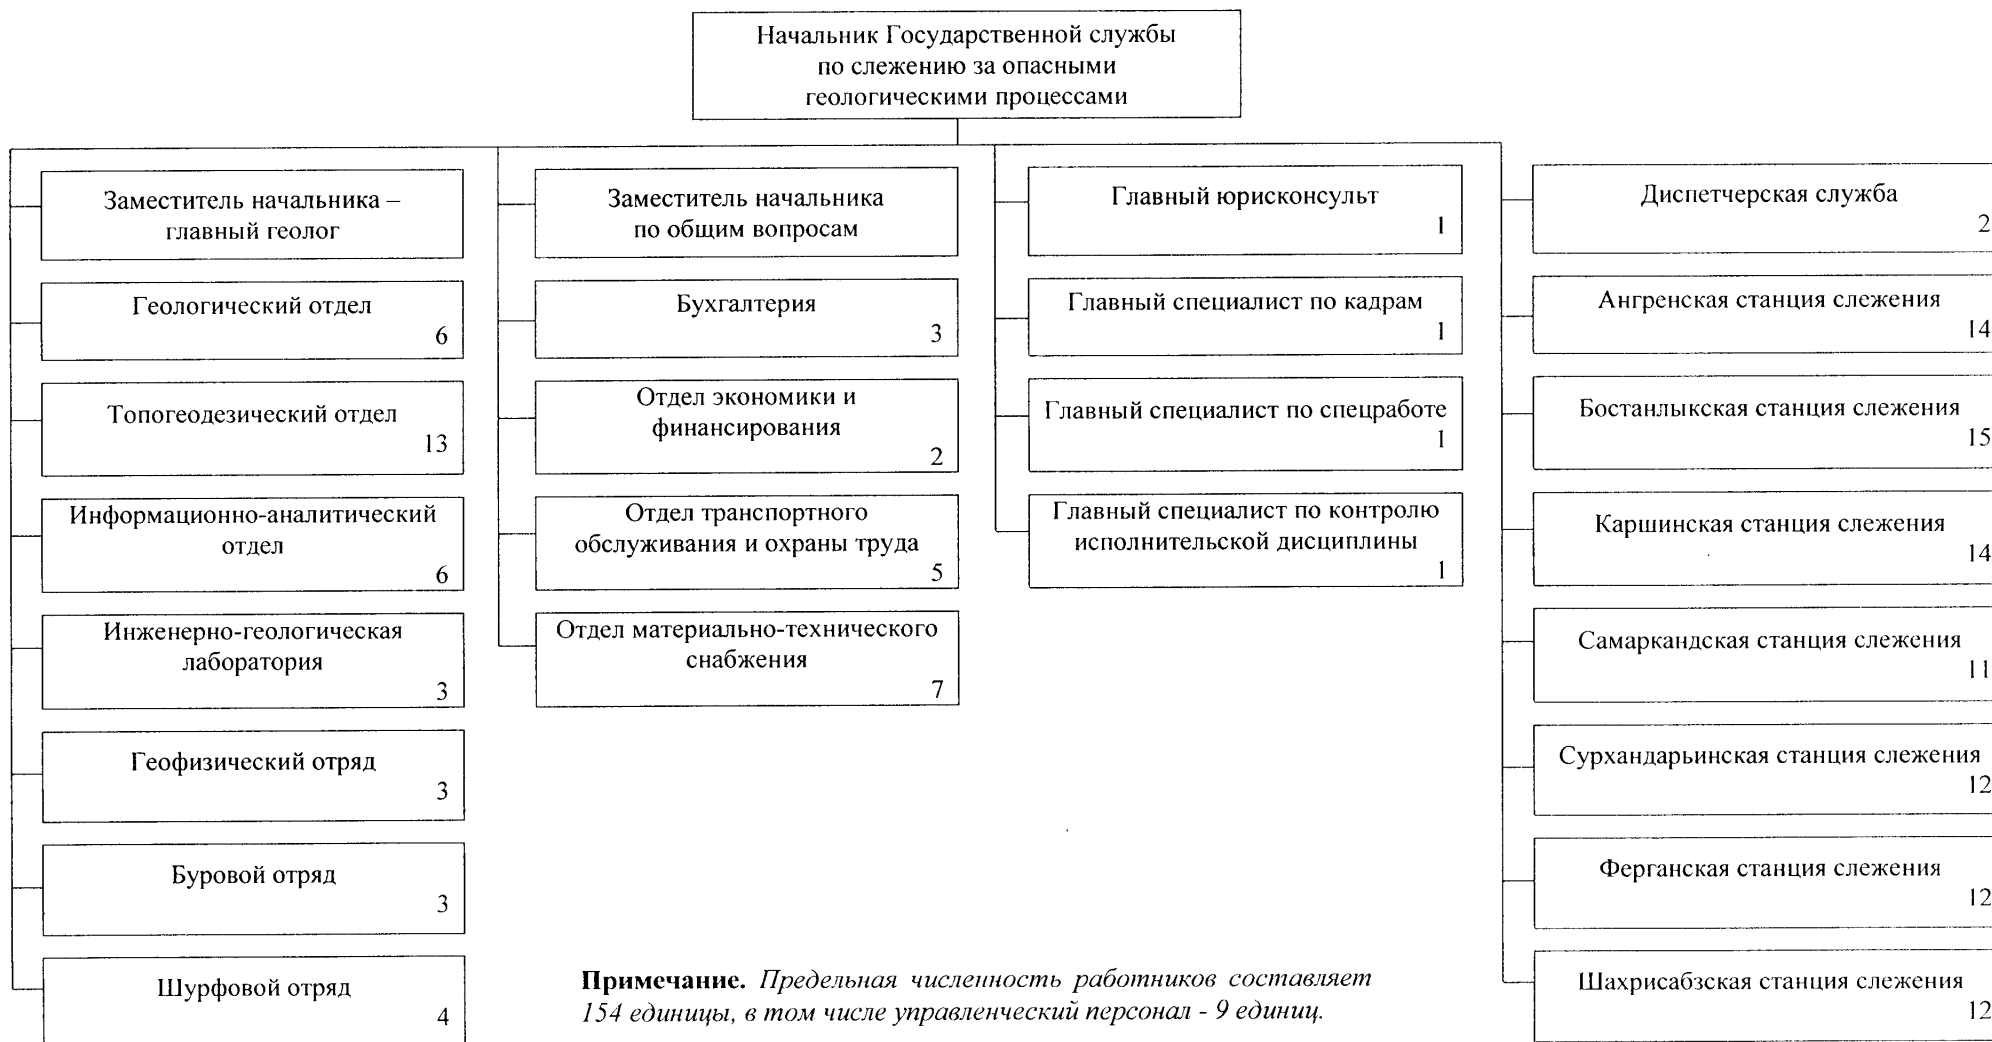 Начальник Государственной службы
по слежению за опасными
геологическими процессами
Заместитель начальника –
главный геолог
Геологический отдел
6
Топогеодезический отдел
13
Информационно-аналитический
отдел
6
Инженерно-геологическая
лаборатория
3
Геофизический отряд
3
Буровой отряд
3
Шурфовой отряд
4
Заместитель начальника
по общим вопросам
Бухгалтерия
3
Отдел экономики и
финансирования
2
Отдел транспортного
обслуживания и охраны труда
5
Отдел материально-технического
снабжения
7
Главный юрисконсульт
1
Главный специалист по кадрам
1
Главный специалист по спецработе
1
Главный специалист по контролю
исполнительской дисциплины
1
Диспетчерская служба
2
Ангренская станция слежения
14
Бостанлыкская станция слежения
15
Каршинская станция слежения
14
Самаркандская станция слежения
11
Сурхандарьинская станция слежения
12
Ферганская станция слежения
12
Шахрисабзская станция слежения
12
Примечание. Предельная численность работников составляет
154 единицы, в том числе управленческий персонал - 9 единиц.